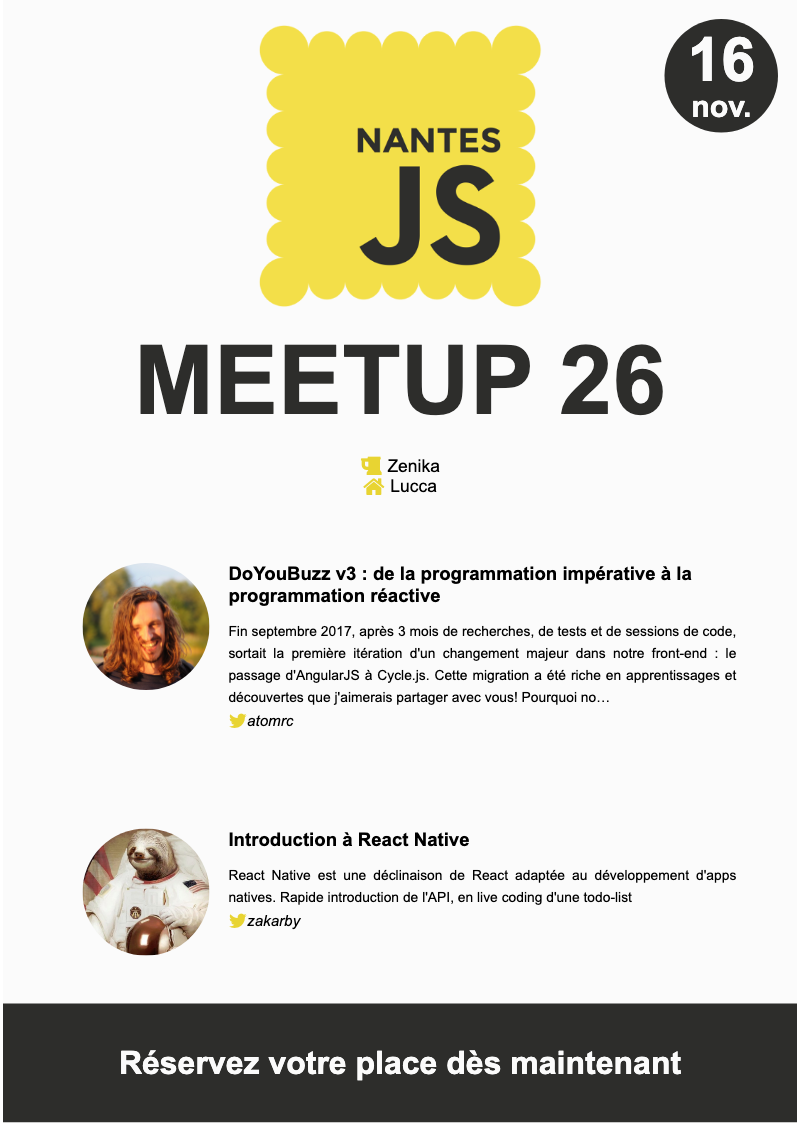 16
nov.
NANTES
JS
MEETUP 26
Zenika
Lucca
DoYouBuzz v3 : de la programmation impérative à la
programmation réactive
Fin septembre 2017, après 3 mois de recherches, de tests et de sessions de code,
sortait la première itération d'un changement majeur dans notre front-end : le
passage d'AngularJS à Cycle.js. Cette migration a été riche en apprentissages et
découvertes que j'aimerais partager avec vous! Pourquoi no…
atomrc
Introduction à React Native
React Native est une déclinaison de React adaptée au développement d'apps
natives. Rapide introduction de l'API, en live coding d'une todo-list
zakarby
Réservez votre place dès maintenant